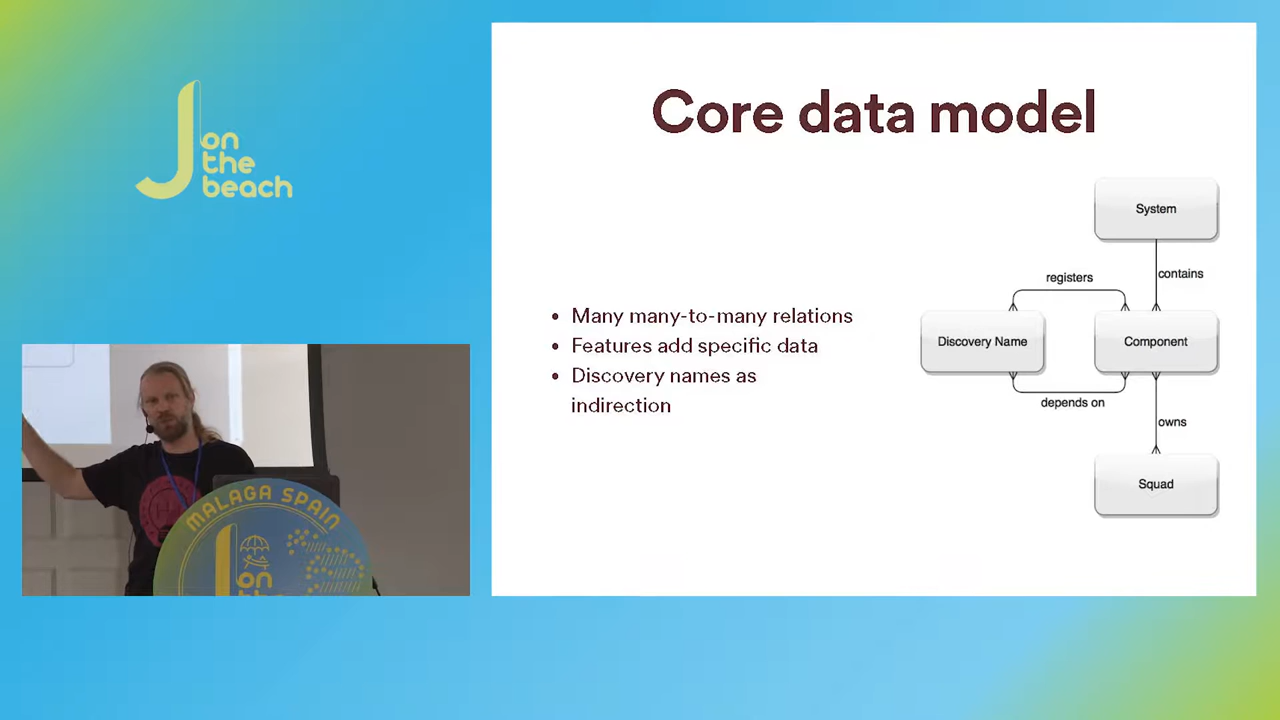 J on
the
beach
Core data model
• Many many-to-many relations
• Features add specific data
• Discovery names as
indirection
System
contains
registers
Discovery Name
Component
depends on
owns
Squad
MALAGA SPAIN
J on
the